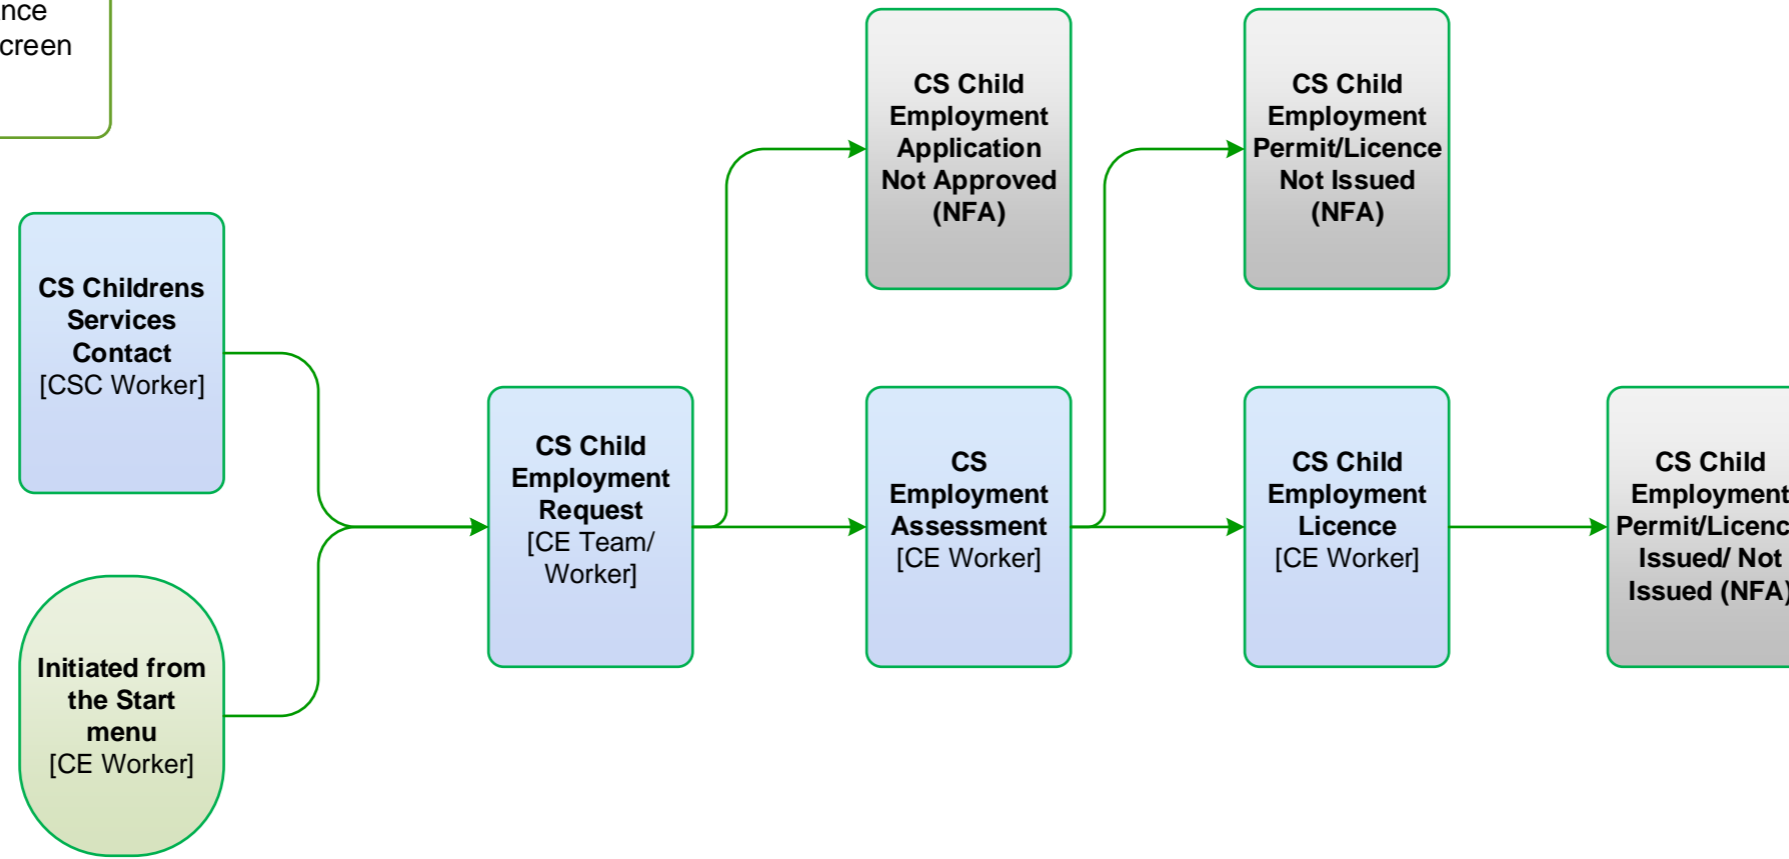 nce
creen
CS Child
Employment
Application
Not Approved
(NFA)
CS Child
Employment
Permit/Licence
Not Issued
(NFA)
CS Childrens
Services
Contact
[CSC Worker]
CS Child
Employment
Request
[CE Team/
Worker]
CS
Employment
Assessment
[CE Worker]
CS Child
Employment
Licence
[CE Worker]
CS Child
Employment
Permit/Licenc
Issued/ Not
Issued (NFA)
Initiated from
the Start
menu
[CE Worker]